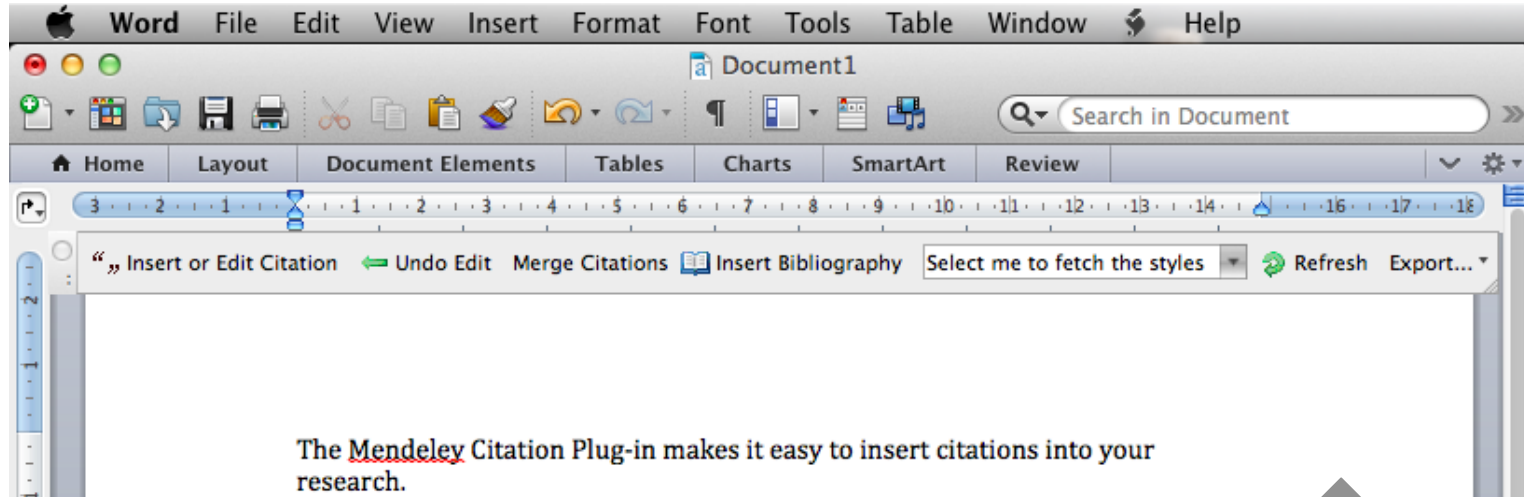 Word File Edit View Insert Format Font Tools Table Window Help
Document1
Search in Document
Home Layout Document Elements Tables Charts SmartArt Review
3 2 1 1 2 3 4 5 6 7 8 9 10 11 12 13 14 16 17 18
“ „ Insert or Edit Citation Undo Edit Merge Citations Insert Bibliography Select me to fetch the styles Refresh Export...
2
1
1
The Mendeley Citation Plug-in makes it easy to insert citations into your
research.